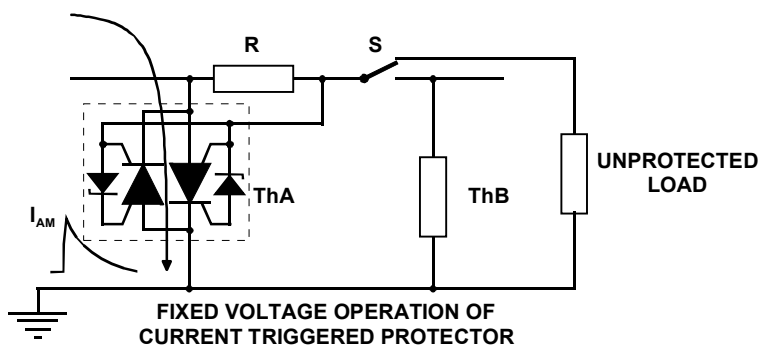 R
S
ThA
ThB
UNPROTECTED
LOAD
IAM
FIXED VOLTAGE OPERATION OF
CURRENT TRIGGERED PROTECTOR